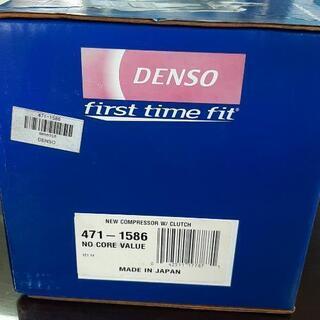 DENSO
first time fit®
471-1586
DENSO
NEW COMPRESSOR W/ CLUTCH
471-1586
NO CORE VALUE
MADE IN JAPAN